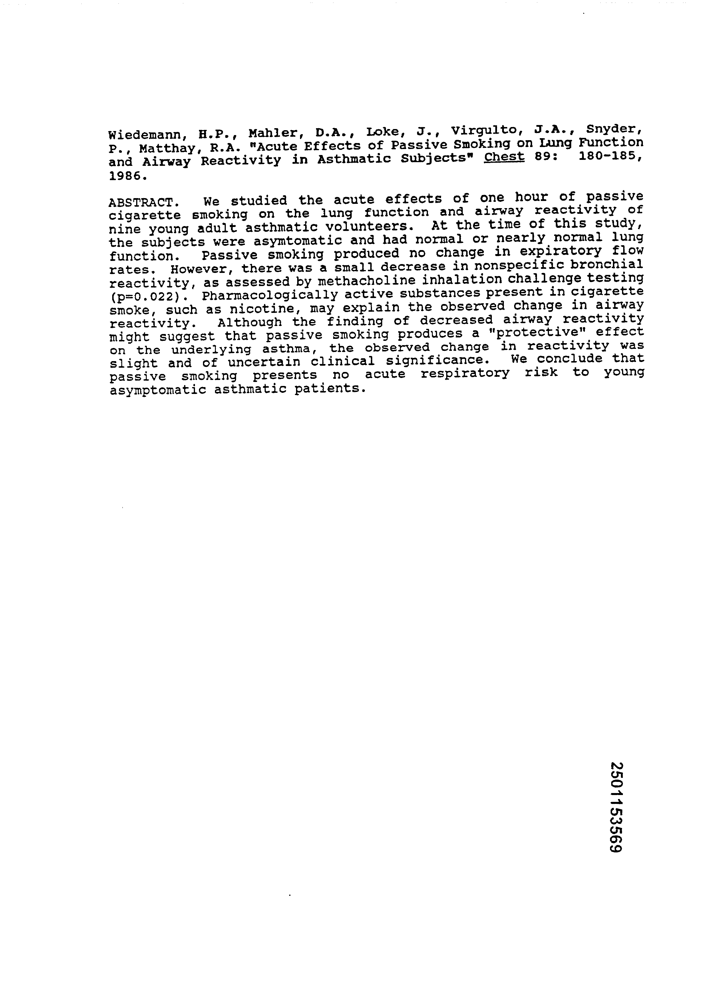 Wiedemann, H.P., Mahler, D.A., Loke, J., Virgulto, J.A., Snyder,
P., Matthay, R.A. "Acute Effects of Passive Smoking on Lung Function
and Airway Reactivity in Asthmatic Subjects" Chest 89: 180-185,
1986.
ABSTRACT. We studied the acute effects of one hour of passive
cigarette smoking on the lung function and airway reactivity of
nine young adult asthmatic volunteers. At the time of this study,
the subjects were asymtomatic and had normal or nearly normal lung
function. Passive smoking produced no change in expiratory flow
rates. However, there was a small decrease in nonspecific bronchial
reactivity, as assessed by methacholine inhalation challenge testing
(p=0.022). Pharmacologically active substances present in cigarette
smoke, such as nicotine, may explain the observed change in airway
reactivity. Although the finding of decreased airway reactivity
might suggest that passive smoking produces a "protective" effect
on the underlying asthma, the observed change in reactivity was
slight and of uncertain clinical significance. We conclude that
passive smoking presents no acute respiratory risk to young
asymptomatic asthmatic patients.
2501153569